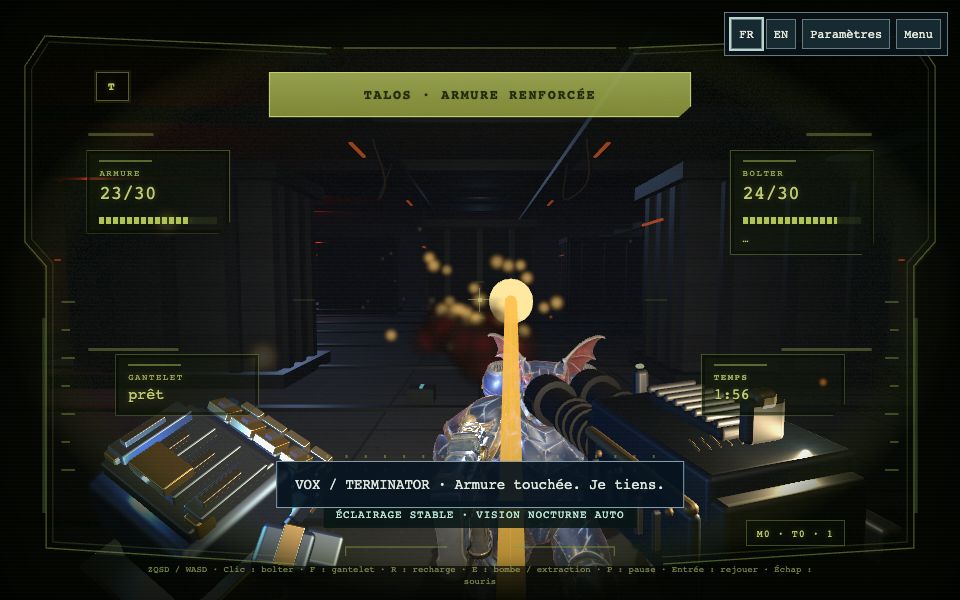 FR EN Paramètres Menu
T
TALOS · ARMURE RENFORCÉE
ARMURE
23/30
BOLTER
24/30
…
GANTELET
prêt
TEMPS
1:56
VOX / TERMINATOR · Armure touchée. Je tiens.
ÉCLAIRAGE STABLE · VISION NOCTURNE AUTO
M0 · T0 · 1
ZQSD / WASD · Clic : bolter · F : gantelet · R : recharge · E : bombe / extraction · P : pause · Entrée : rejouer · Échap :
souris